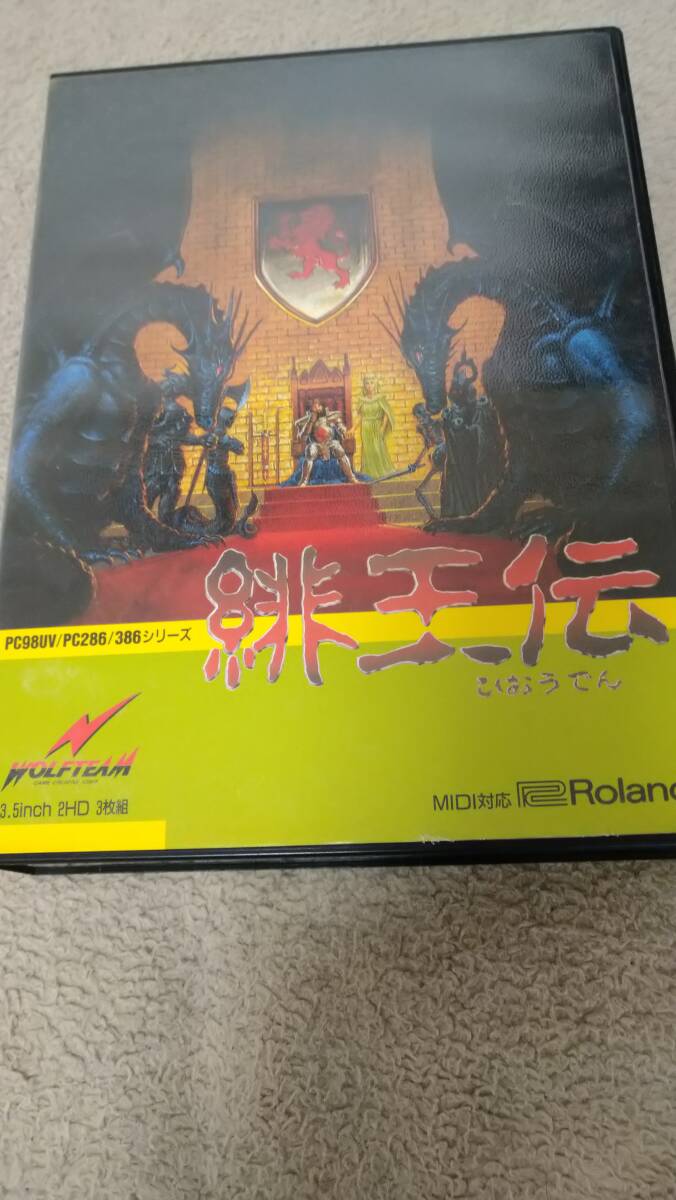 緋王伝
こおうでん
PC98UV/PC286/386シリーズ
WOLFTEAM
3.5inch 2HD 3枚組
MIDI対応 Roland